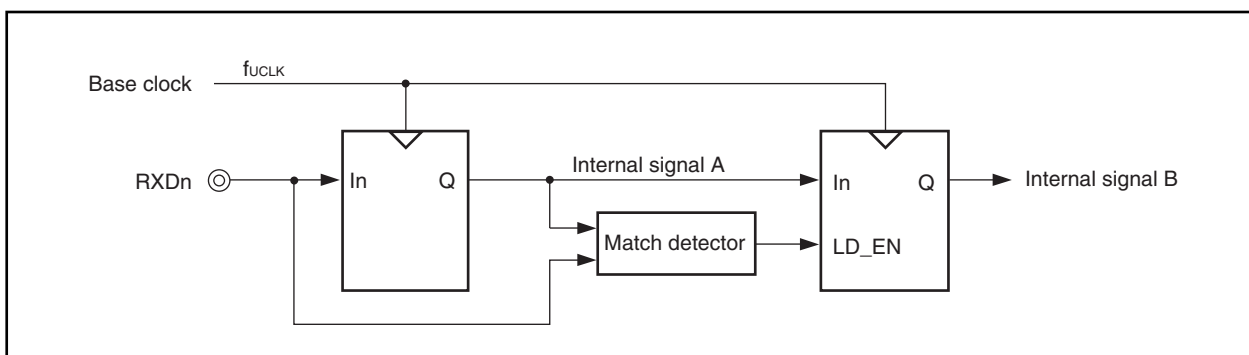 Base clock
fUCLK
RXDn
In
Q
Internal signal A
In
Q
Internal signal B
Match detector
LD_EN